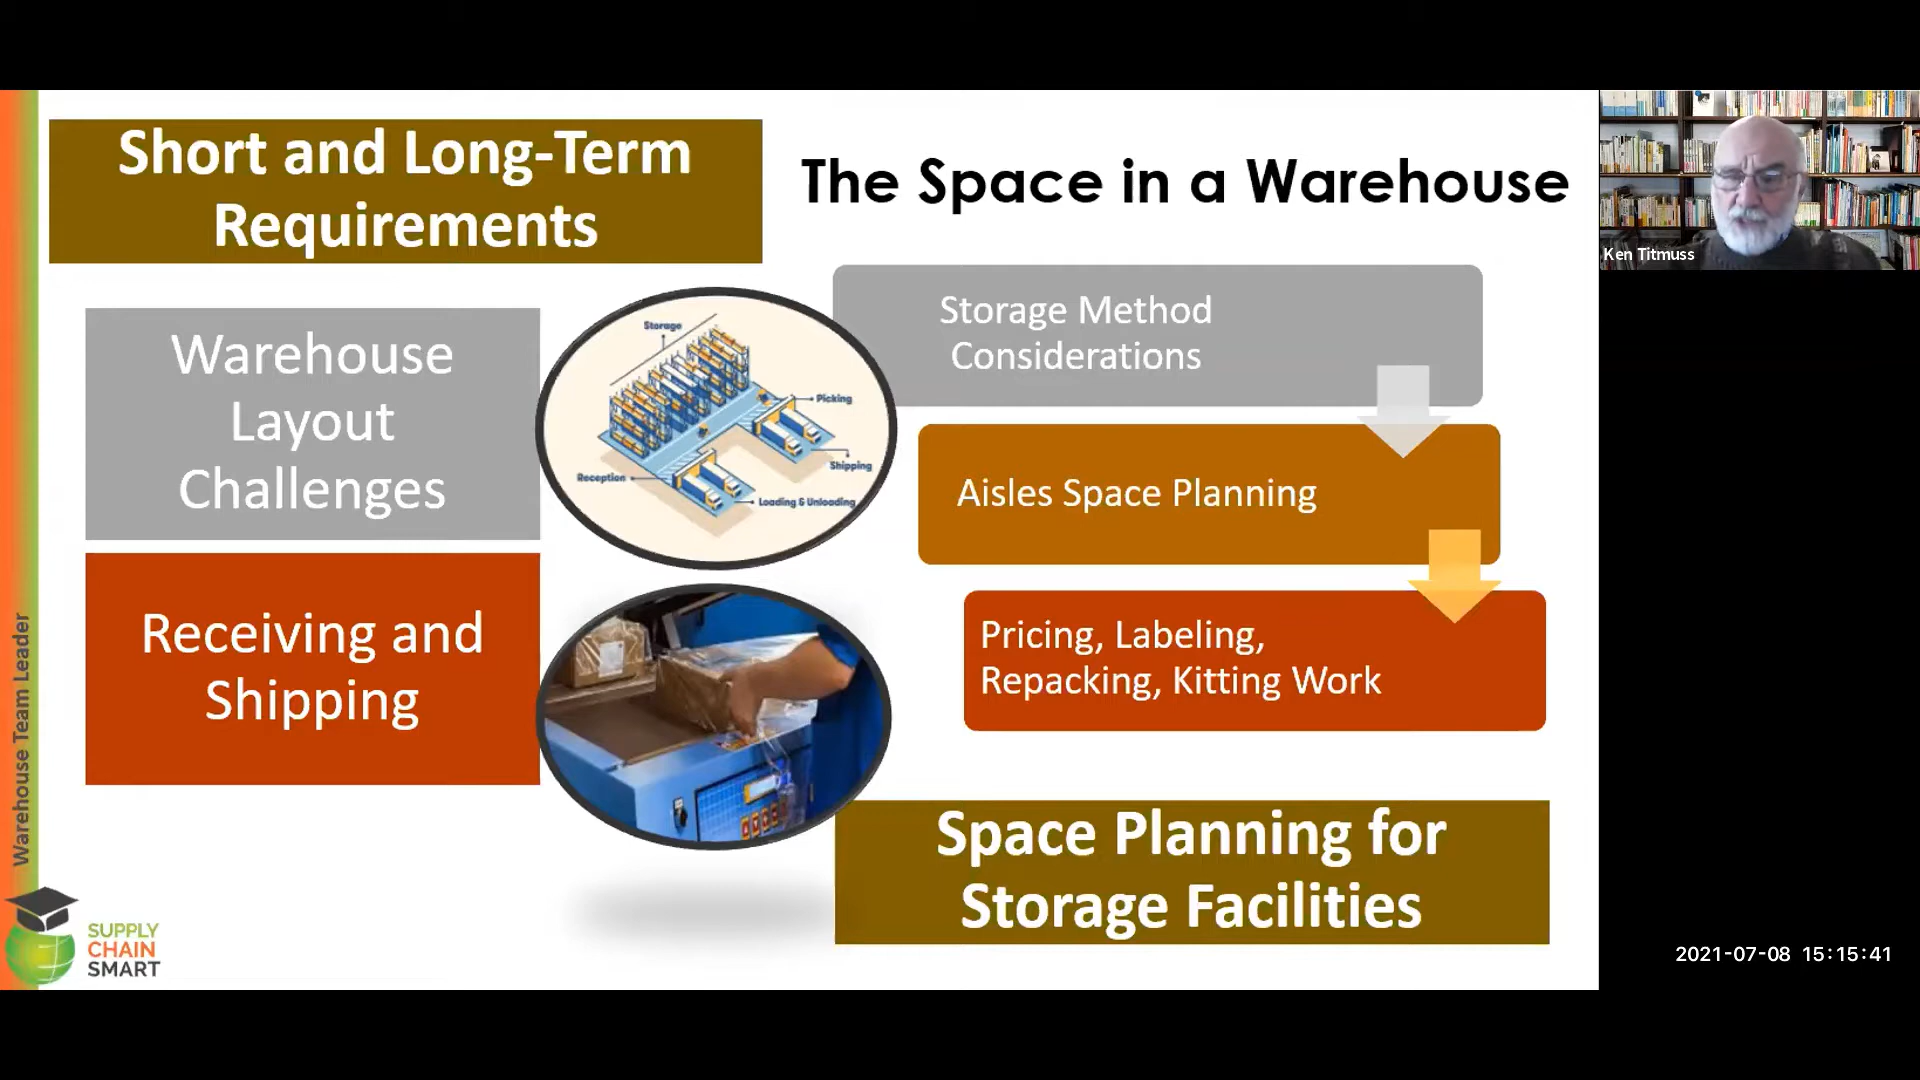 Short and Long-Term
Requirements
The Space in a Warehouse
Ken Titmuss
Warehouse
Layout
Challenges
Storage
Picking
Shipping
Reception
Loading & Unloading
Storage Method
Considerations
Aisles Space Planning
Receiving and
Shipping
Pricing, Labeling,
Repacking, Kitting Work
Space Planning for
Storage Facilities
Warehouse Team Leader
SUPPLY
CHAIN
SMART
2021-07-08 15:15:41